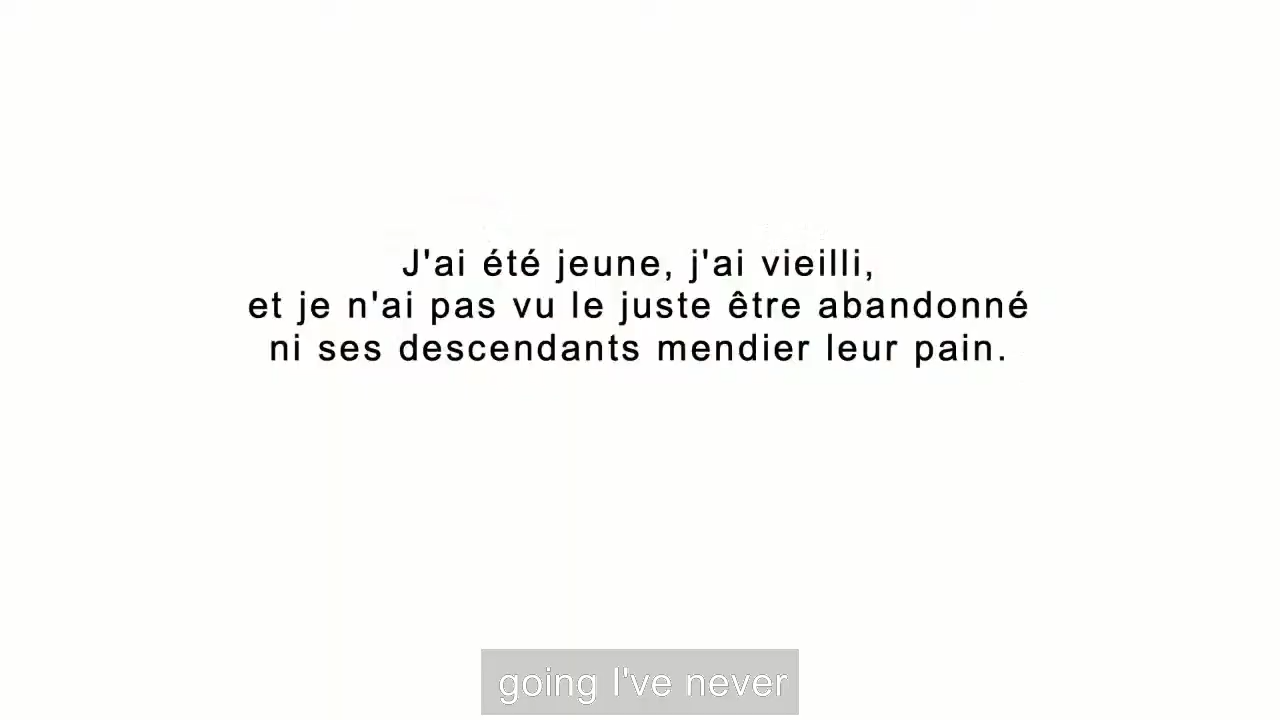 J'ai été jeune, j'ai vieilli,
et je n'ai pas vu le juste être abandonné
ni ses descendants mendier leur pain.
going I've never